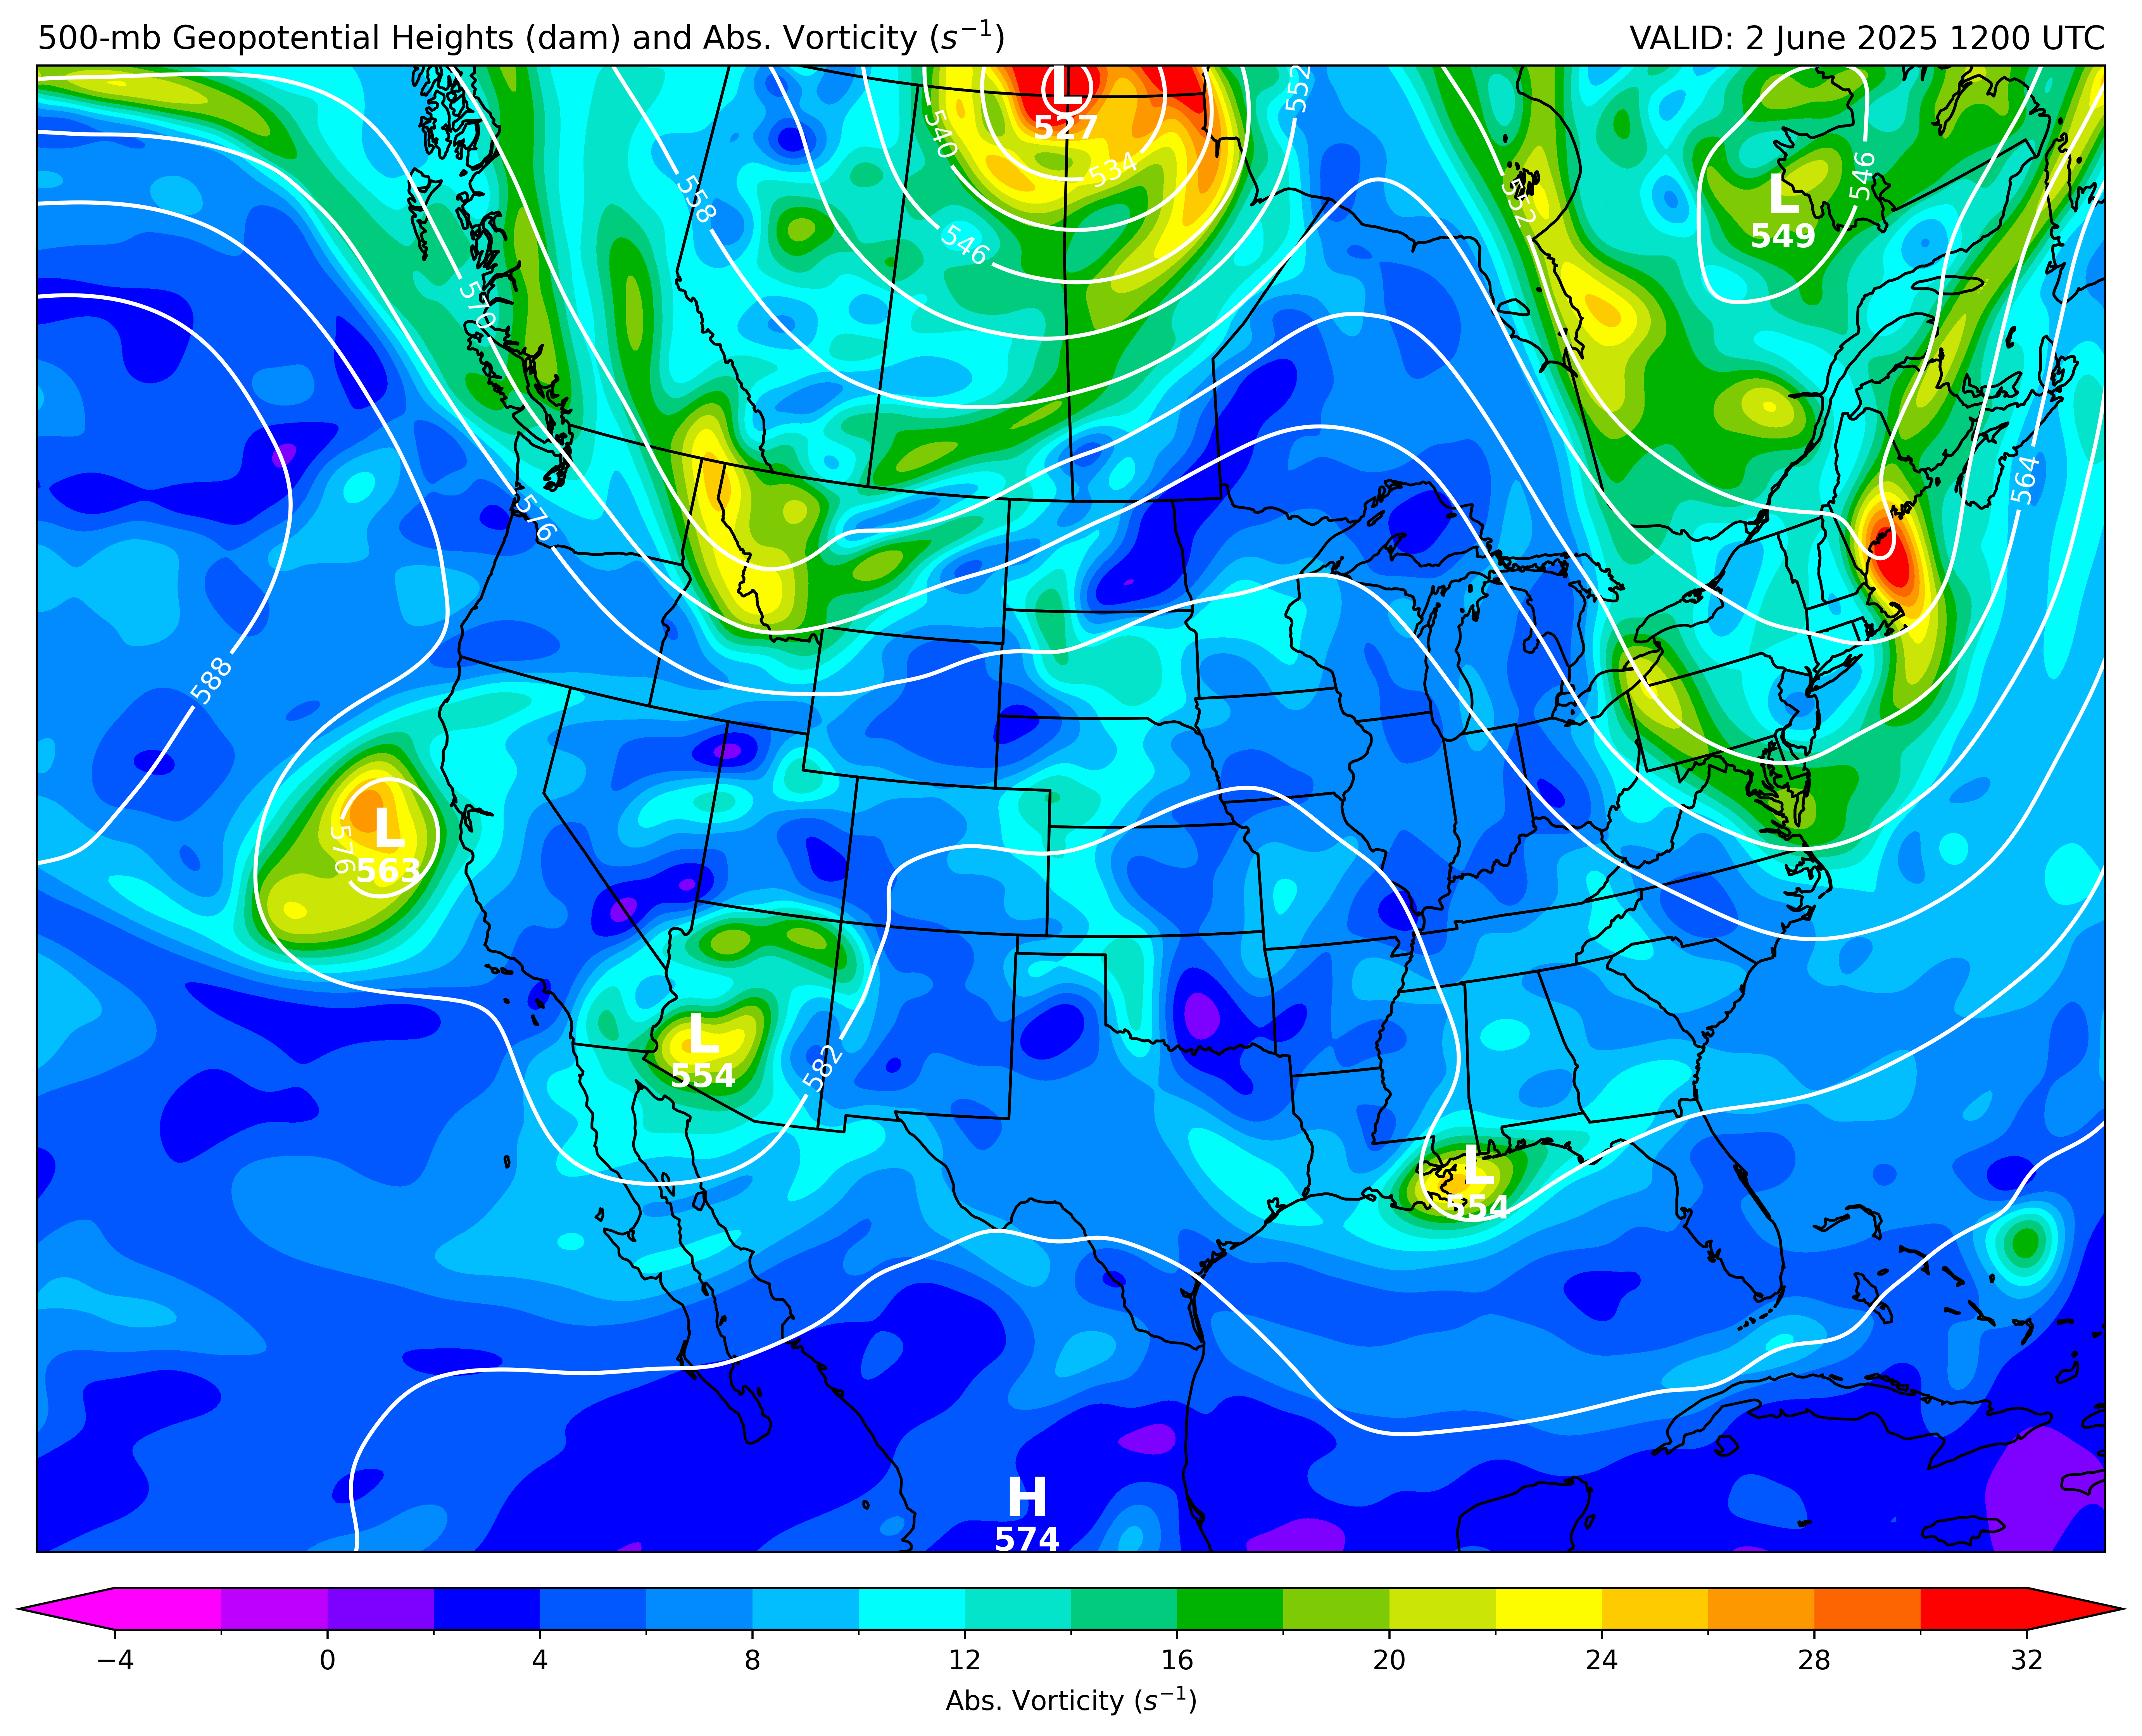 500-mb Geopotential Heights (dam) and Abs. Vorticity (s⁻¹)
VALID: 2 June 2025 1200 UTC
L
527
552
540
534
558
546
552
546
L
549
570
576
564
588
576
L
563
L
554
582
L
554
H
574
−4 0 4 8 12 16 20 24 28 32
Abs. Vorticity (s⁻¹)